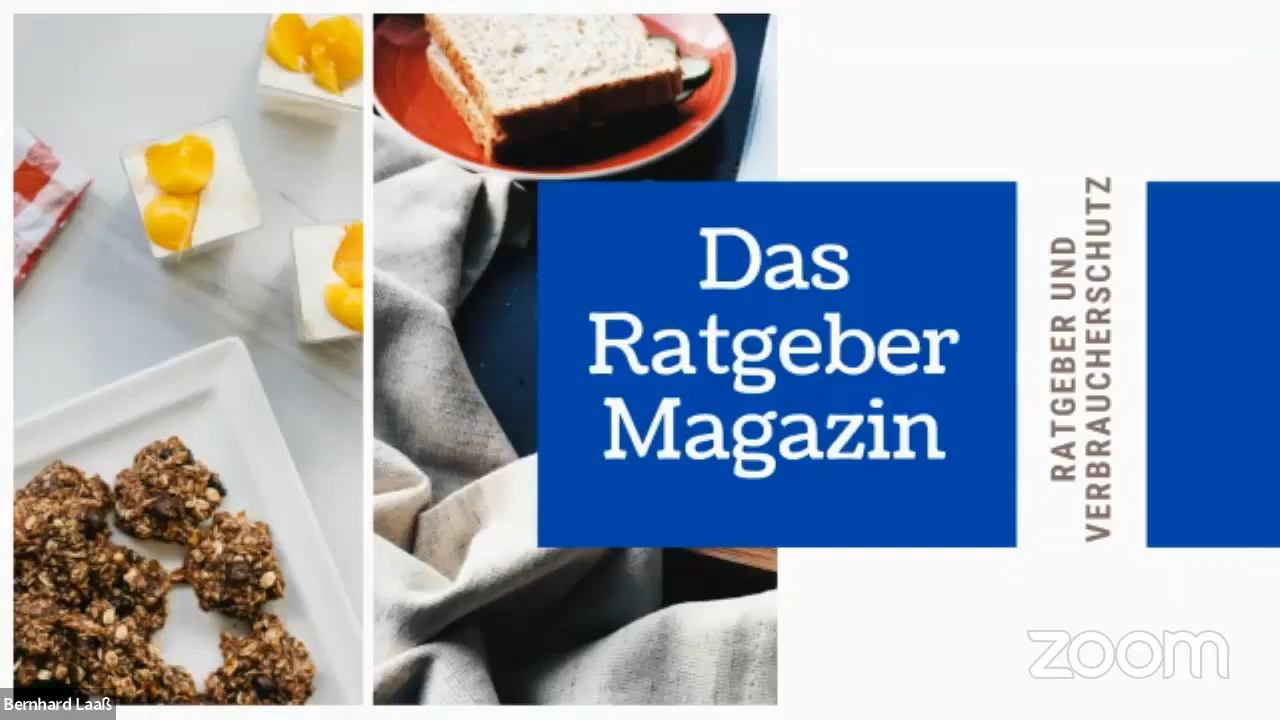 Das
Ratgeber
Magazin
RATGEBER UND
VERBRAUCHERSCHUTZ
zoom
Bernhard Laaß